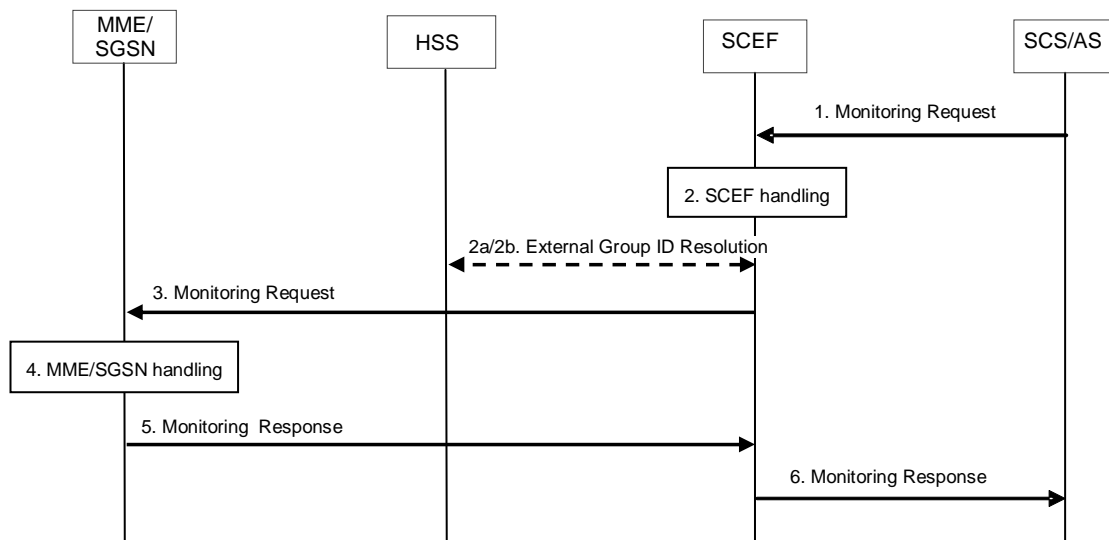 MME/
SGSN
HSS
SCEF
SCS/AS
1. Monitoring Request
2. SCEF handling
2a/2b. External Group ID Resolution
3. Monitoring Request
4. MME/SGSN handling
5. Monitoring Response
6. Monitoring Response